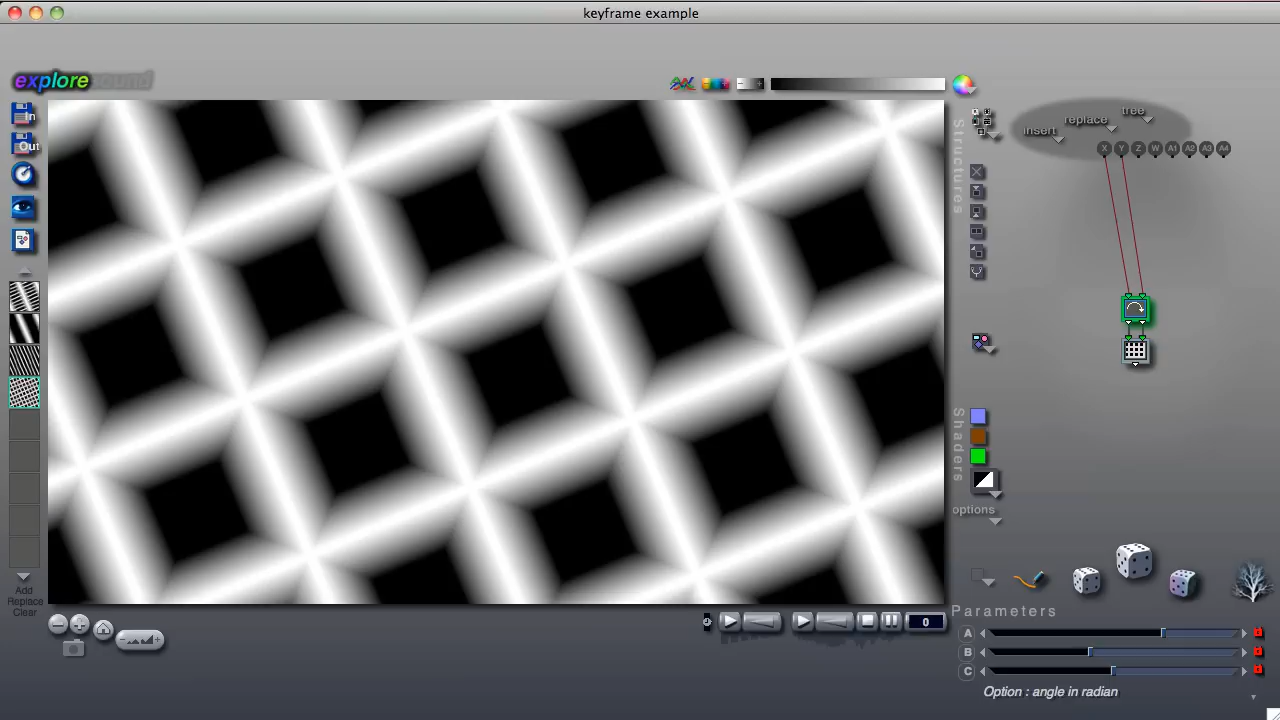 keyframe example
explore sound
In
Out
Structures
insert
replace
tree
X Y Z W A1 A2 A3 A4
Shaders
options
Add
Replace
Clear
0
Parameters
A
B
C
Option : angle in radian